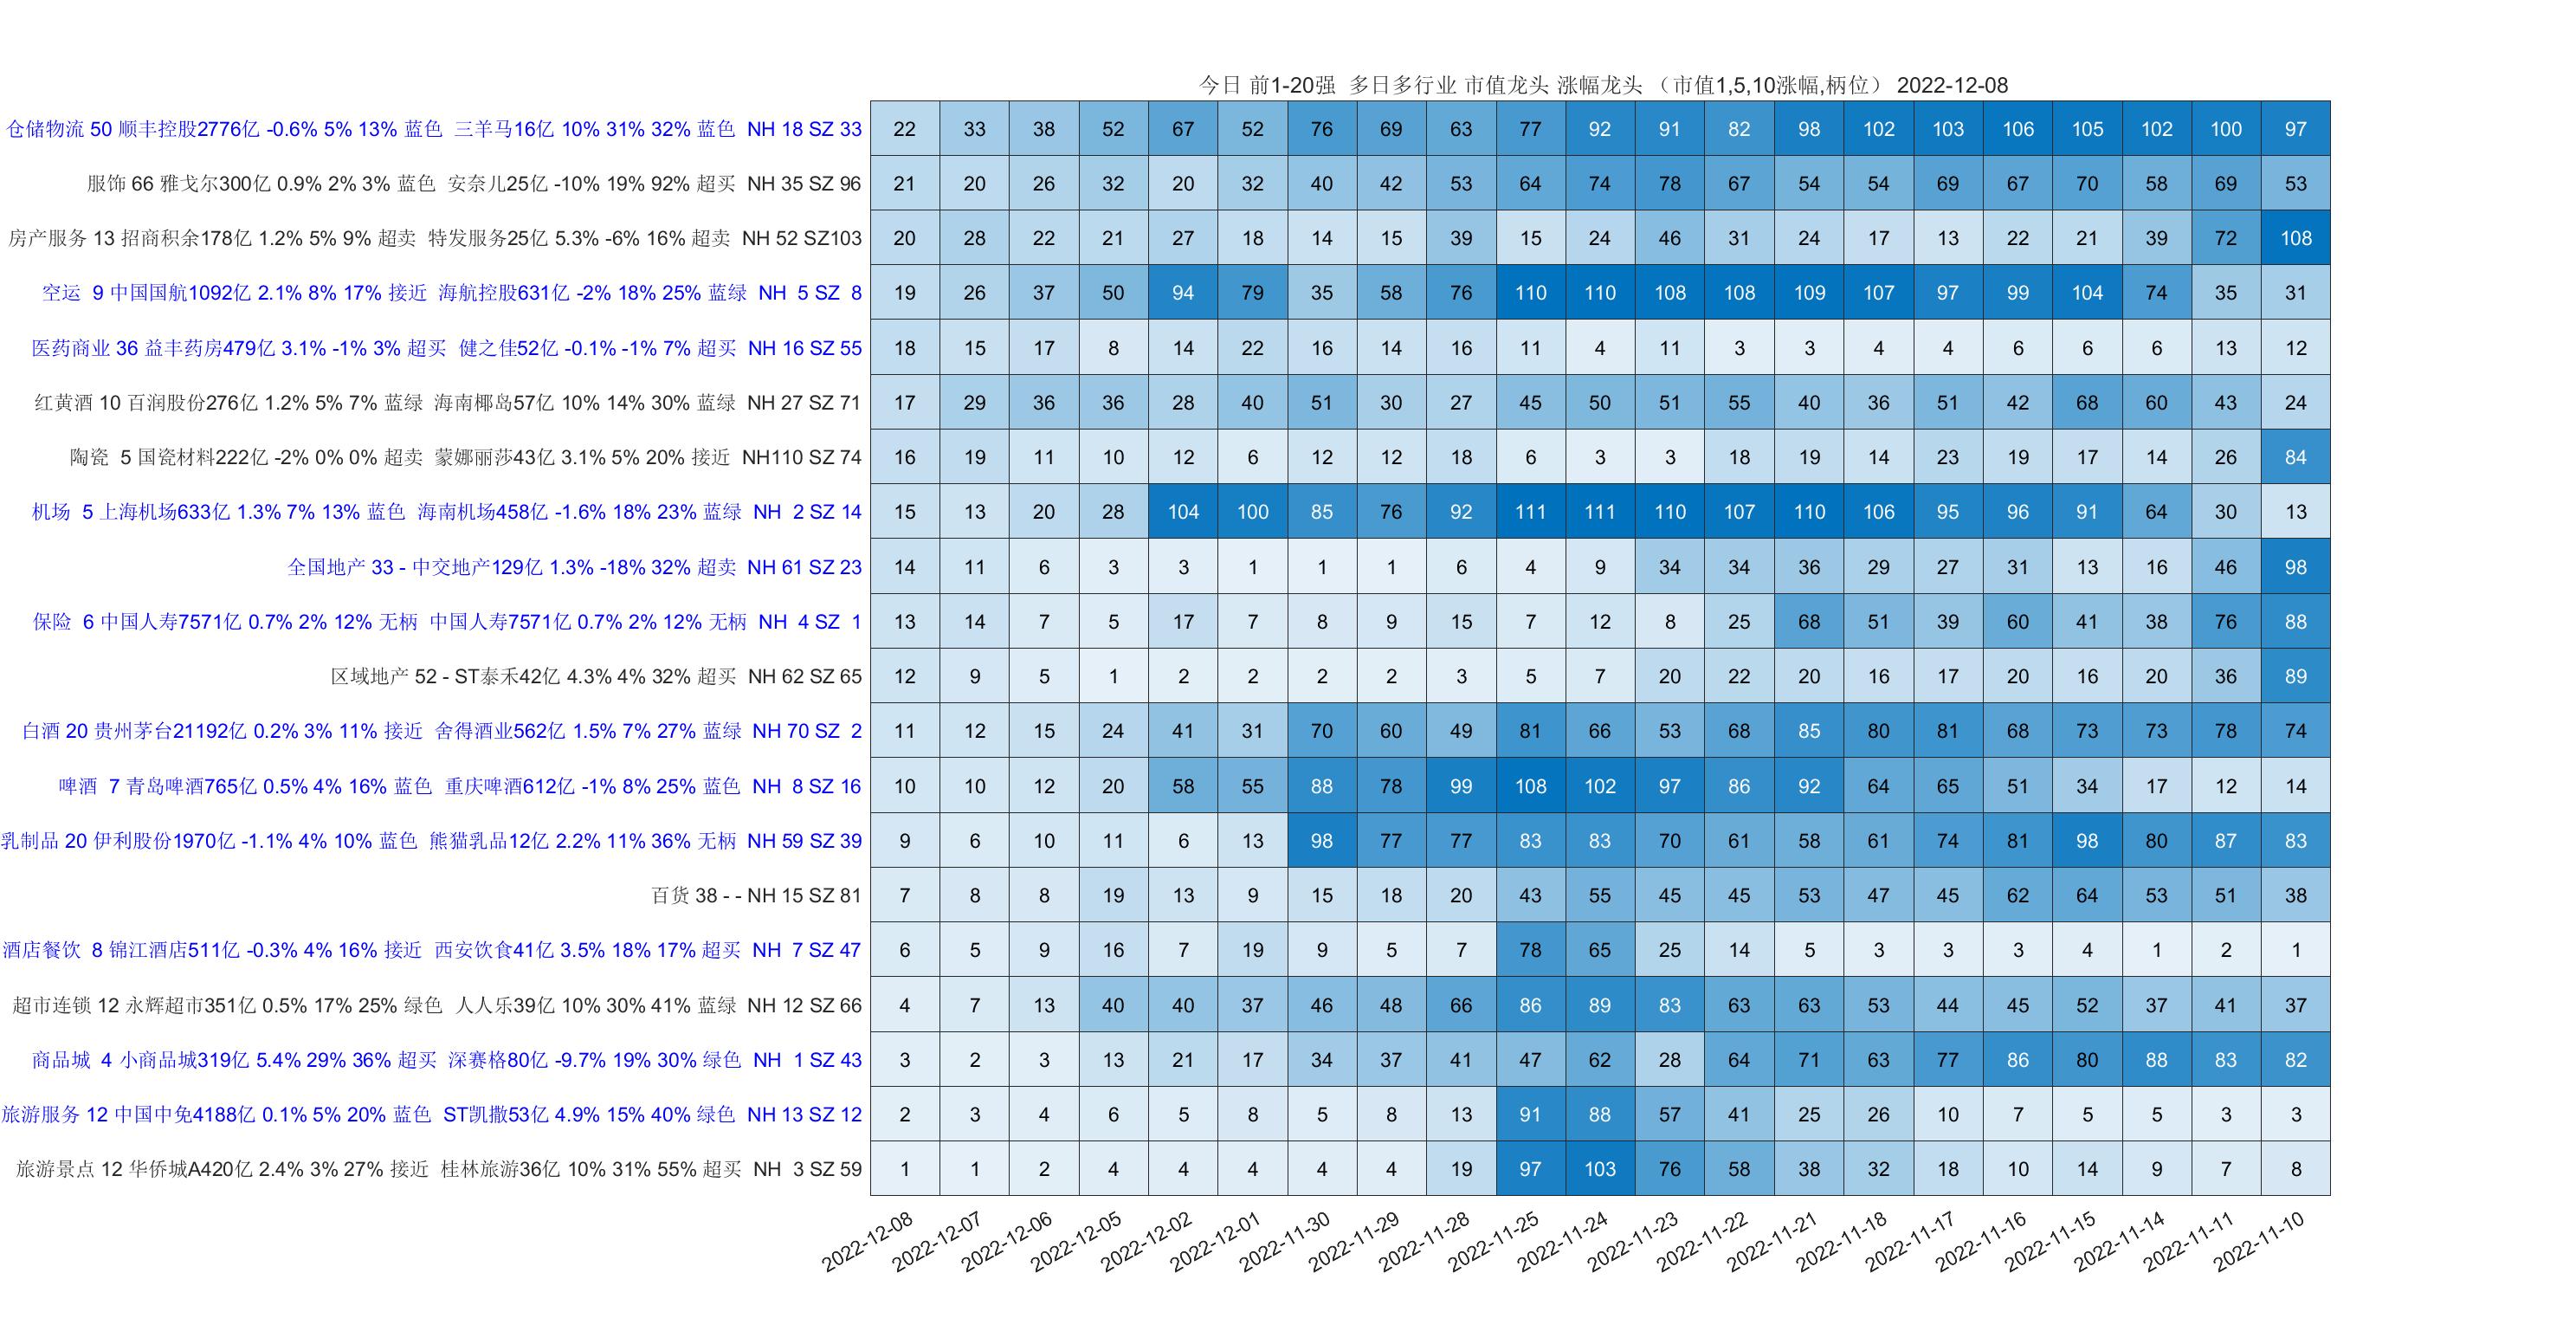 今日 前1-20强 多日多行业 市值龙头 涨幅龙头 （市值1,5,10涨幅,柄位） 2022-12-08
仓储物流 50 顺丰控股2776亿 -0.6% 5% 13% 蓝色 三羊马16亿 10% 31% 32% 蓝色 NH 18 SZ 33 22 33 38 52 67 52 76 69 63 77 92 91 82 98 102 103 106 105 102 100 97
服饰 66 雅戈尔300亿 0.9% 2% 3% 蓝色 安奈儿25亿 -10% 19% 92% 超买 NH 35 SZ 96 21 20 26 32 20 32 40 42 53 64 74 78 67 54 54 69 67 70 58 69 53
房产服务 13 招商积余178亿 1.2% 5% 9% 超卖 特发服务25亿 5.3% -6% 16% 超卖 NH 52 SZ103 20 28 22 21 27 18 14 15 39 15 24 46 31 24 17 13 22 21 39 72 108
空运 9 中国国航1092亿 2.1% 8% 17% 接近 海航控股631亿 -2% 18% 25% 蓝绿 NH 5 SZ 8 19 26 37 50 94 79 35 58 76 110 110 108 108 109 107 97 99 104 74 35 31
医药商业 36 益丰药房479亿 3.1% -1% 3% 超买 健之佳52亿 -0.1% -1% 7% 超买 NH 16 SZ 55 18 15 17 8 14 22 16 14 16 11 4 11 3 3 4 4 6 6 6 13 12
红黄酒 10 百润股份276亿 1.2% 5% 7% 蓝绿 海南椰岛57亿 10% 14% 30% 蓝绿 NH 27 SZ 71 17 29 36 36 28 40 51 30 27 45 50 51 55 40 36 51 42 68 60 43 24
陶瓷 5 国瓷材料222亿 -2% 0% 0% 超卖 蒙娜丽莎43亿 3.1% 5% 20% 接近 NH110 SZ 74 16 19 11 10 12 6 12 12 18 6 3 3 18 19 14 23 19 17 14 26 84
机场 5 上海机场633亿 1.3% 7% 13% 蓝色 海南机场458亿 -1.6% 18% 23% 蓝绿 NH 2 SZ 14 15 13 20 28 104 100 85 76 92 111 111 110 107 110 106 95 96 91 64 30 13
全国地产 33 - 中交地产129亿 1.3% -18% 32% 超卖 NH 61 SZ 23 14 11 6 3 3 1 1 1 6 4 9 34 34 36 29 27 31 13 16 46 98
保险 6 中国人寿7571亿 0.7% 2% 12% 无柄 中国人寿7571亿 0.7% 2% 12% 无柄 NH 4 SZ 1 13 14 7 5 17 7 8 9 15 7 12 8 25 68 51 39 60 41 38 76 88
区域地产 52 - ST泰禾42亿 4.3% 4% 32% 超买 NH 62 SZ 65 12 9 5 1 2 2 2 2 3 5 7 20 22 20 16 17 20 16 20 36 89
白酒 20 贵州茅台21192亿 0.2% 3% 11% 接近 舍得酒业562亿 1.5% 7% 27% 蓝绿 NH 70 SZ 2 11 12 15 24 41 31 70 60 49 81 66 53 68 85 80 81 68 73 73 78 74
啤酒 7 青岛啤酒765亿 0.5% 4% 16% 蓝色 重庆啤酒612亿 -1% 8% 25% 蓝色 NH 8 SZ 16 10 10 12 20 58 55 88 78 99 108 102 97 86 92 64 65 51 34 17 12 14
乳制品 20 伊利股份1970亿 -1.1% 4% 10% 蓝色 熊猫乳品12亿 2.2% 11% 36% 无柄 NH 59 SZ 39 9 6 10 11 6 13 98 77 77 83 83 70 61 58 61 74 81 98 80 87 83
百货 38 - - NH 15 SZ 81 7 8 8 19 13 9 15 18 20 43 55 45 45 53 47 45 62 64 53 51 38
酒店餐饮 8 锦江酒店511亿 -0.3% 4% 16% 接近 西安饮食41亿 3.5% 18% 17% 超买 NH 7 SZ 47 6 5 9 16 7 19 9 5 7 78 65 25 14 5 3 3 3 4 1 2 1
超市连锁 12 永辉超市351亿 0.5% 17% 25% 绿色 人人乐39亿 10% 30% 41% 蓝绿 NH 12 SZ 66 4 7 13 40 40 37 46 48 66 86 89 83 63 63 53 44 45 52 37 41 37
商品城 4 小商品城319亿 5.4% 29% 36% 超买 深赛格80亿 -9.7% 19% 30% 绿色 NH 1 SZ 43 3 2 3 13 21 17 34 37 41 47 62 28 64 71 63 77 86 80 88 83 82
旅游服务 12 中国中免4188亿 0.1% 5% 20% 蓝色 ST凯撒53亿 4.9% 15% 40% 绿色 NH 13 SZ 12 2 3 4 6 5 8 5 8 13 91 88 57 41 25 26 10 7 5 5 3 3
旅游景点 12 华侨城A420亿 2.4% 3% 27% 接近 桂林旅游36亿 10% 31% 55% 超买 NH 3 SZ 59 1 1 2 4 4 4 4 4 19 97 103 76 58 38 32 18 10 14 9 7 8
2022-12-08 2022-12-07 2022-12-06 2022-12-05 2022-12-02 2022-12-01 2022-11-30 2022-11-29 2022-11-28 2022-11-25 2022-11-24 2022-11-23 2022-11-22 2022-11-21 2022-11-18 2022-11-17 2022-11-16 2022-11-15 2022-11-14 2022-11-11 2022-11-10